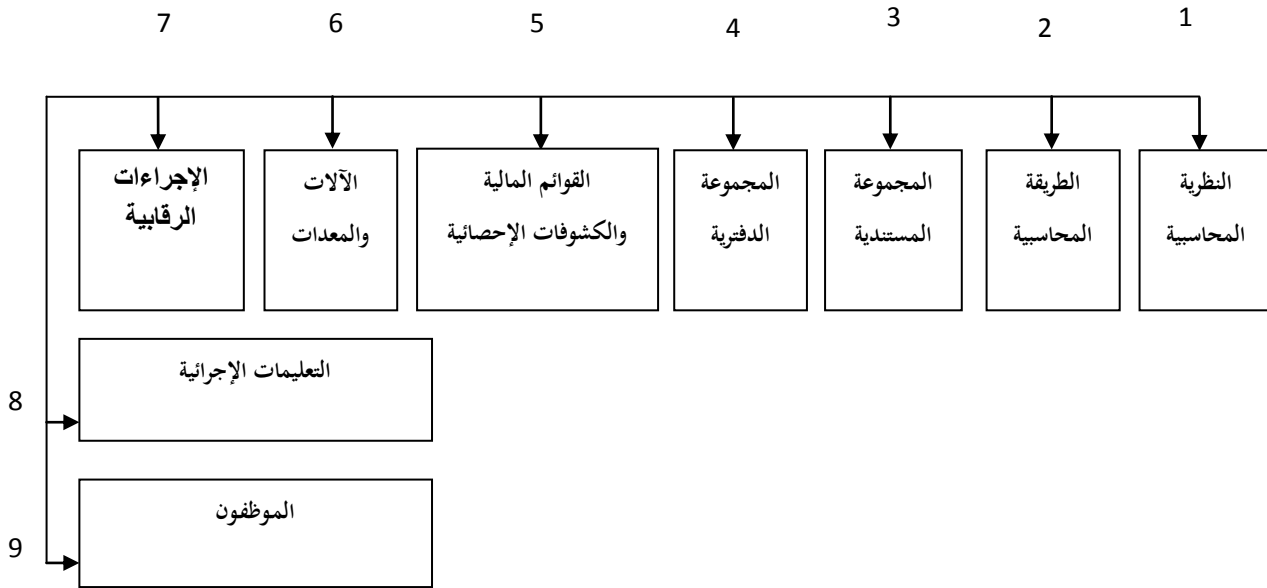 1
2
3
4
5
6
7
النظرية
المحاسبية
الطريقة
المحاسبية
المجموعة
المستندية
المجموعة
الدفترية
القوائم المالية
والكشوفات الإحصائية
الآلات
والمعدات
الإجراءات
الرقابية
8
التعليمات الإجرائية
9
الموظفون